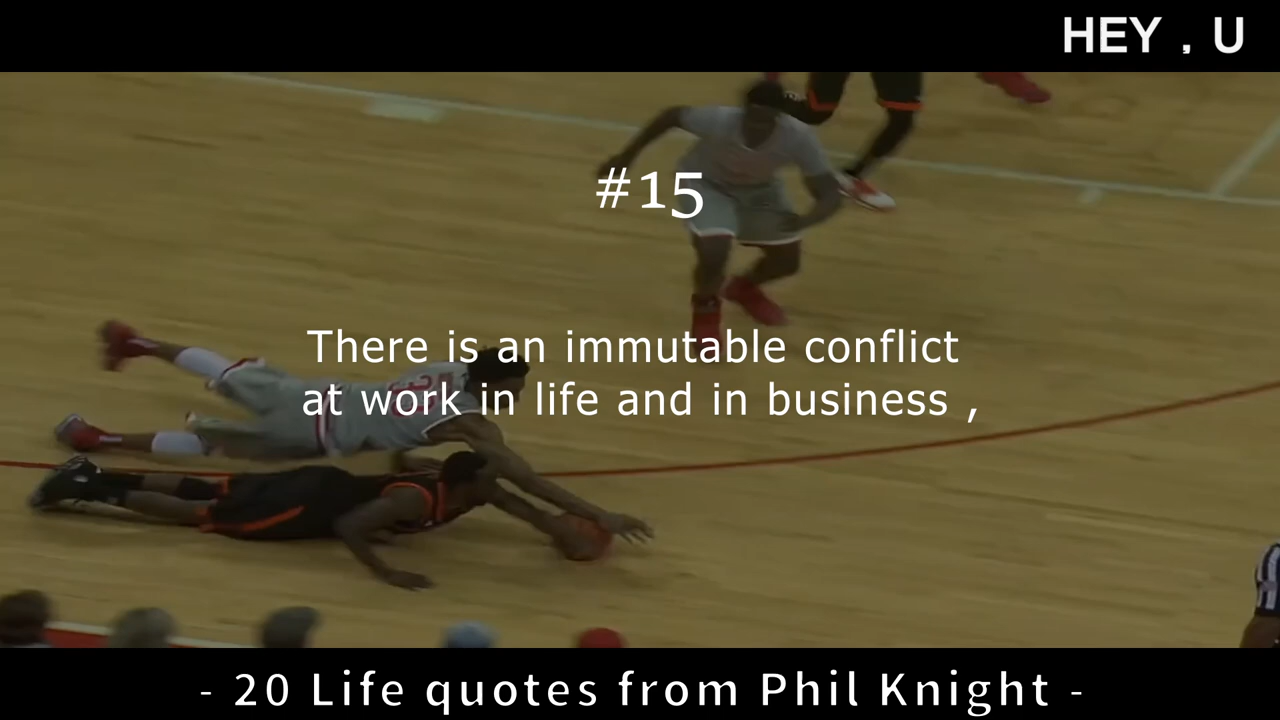 HEY , U
#15
There is an immutable conflict
at work in life and in business ,
- 20 Life quotes from Phil Knight -